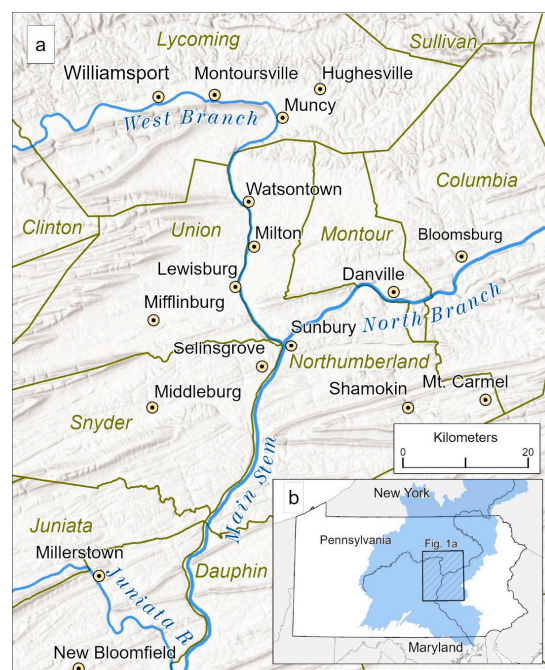 a
Lycoming
Sullivan
Williamsport
Montoursville
Hughesville
Muncy
West Branch
Watsontown
Columbia
Clinton
Union
Milton
Montour
Bloomsburg
Lewisburg
Danville
Mifflinburg
North Branch
Sunbury
Selinsgrove
Northumberland
Middleburg
Shamokin
Mt. Carmel
Snyder
Kilometers
0 10 20
Main Stem
b
New York
Juniata
Pennsylvania
Fig. 1a
Millerstown
Dauphin
Juniata R.
Maryland
New Bloomfield